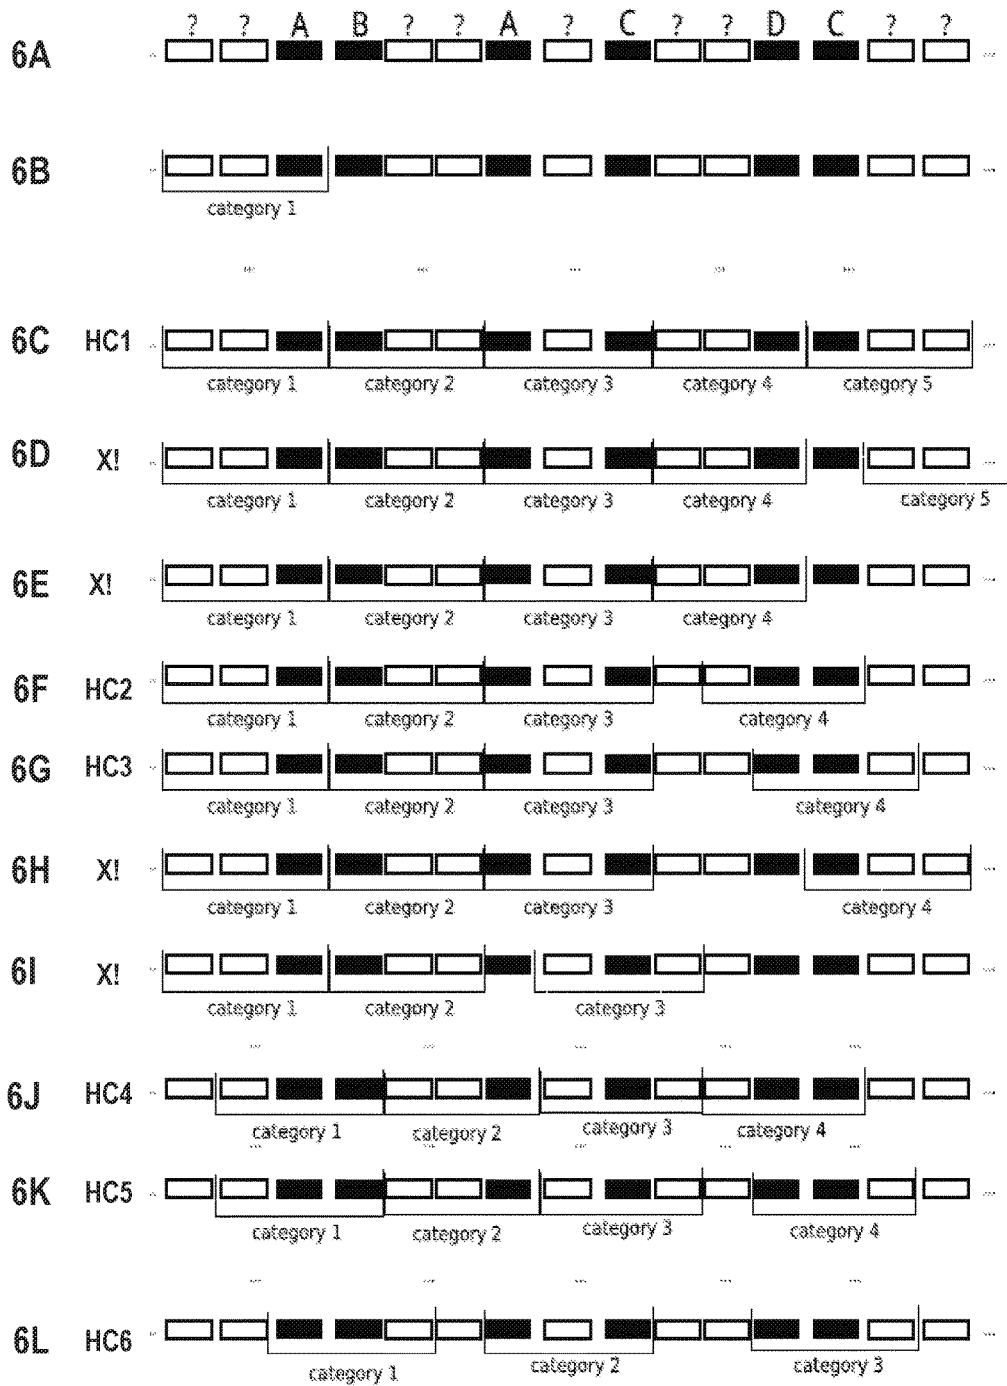 ? ? A B ? ? A ? C ? ? D C ? ?
6A
6B
category 1
6C HC1
category 1 category 2 category 3 category 4 category 5
6D X!
category 1 category 2 category 3 category 4 category 5
6E X!
category 1 category 2 category 3 category 4
6F HC2
category 1 category 2 category 3 category 4
6G HC3
category 1 category 2 category 3 category 4
6H X!
category 1 category 2 category 3 category 4
6I X!
category 1 category 2 category 3
6J HC4
category 1 category 2 category 3 category 4
6K HC5
category 1 category 2 category 3 category 4
6L HC6
category 1 category 2 category 3